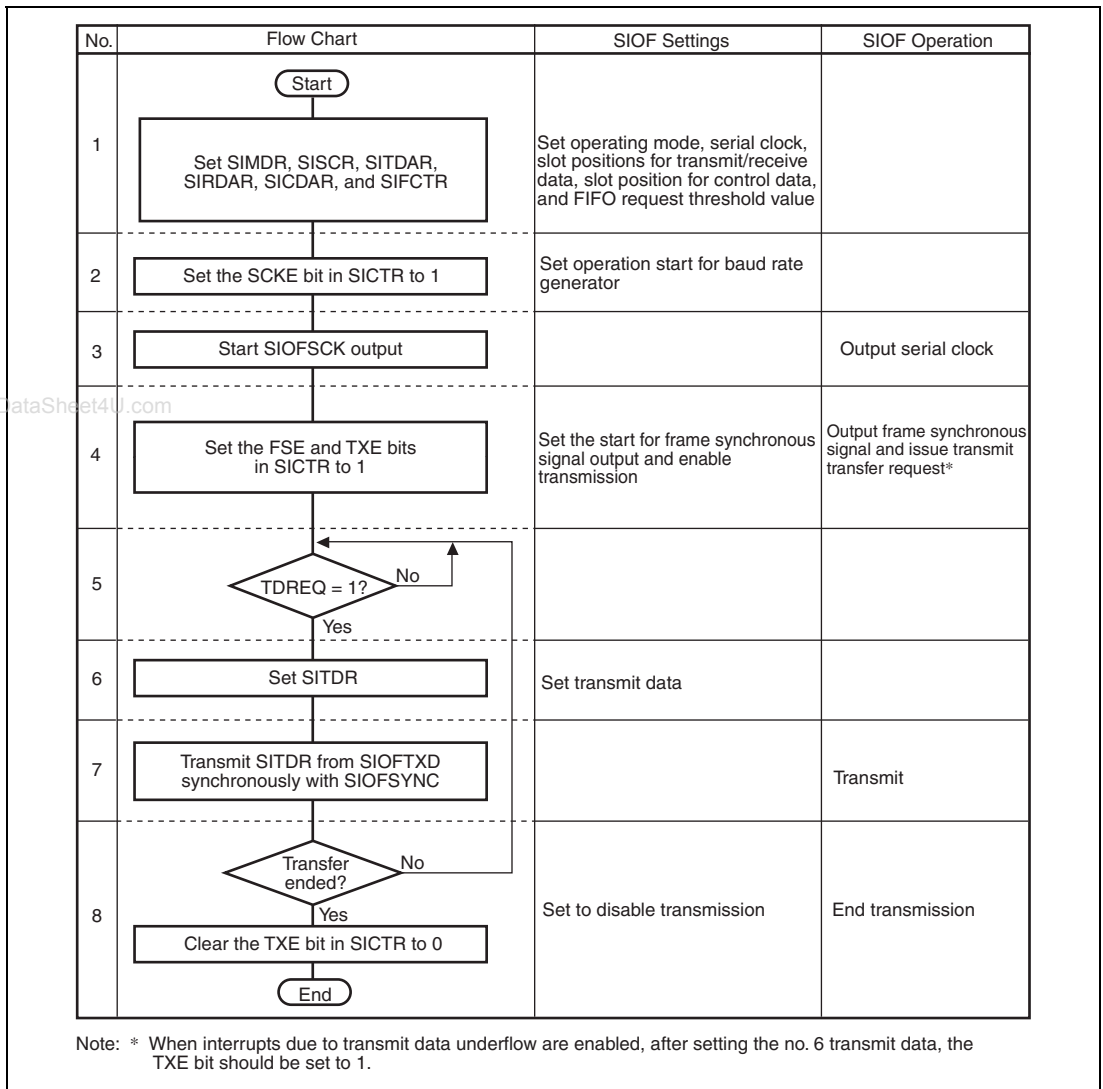 No.
Flow Chart
SIOF Settings
SIOF Operation
Start
1
Set SIMDR, SISCR, SITDAR,
SIRDAR, SICDAR, and SIFCTR
Set operating mode, serial clock,
slot positions for transmit/receive
data, slot position for control data,
and FIFO request threshold value
2
Set the SCKE bit in SICTR to 1
Set operation start for baud rate
generator
3
Start SIOFSCK output
Output serial clock
DataSheet4U.com
4
Set the FSE and TXE bits
in SICTR to 1
Set the start for frame synchronous
signal output and enable
transmission
Output frame synchronous
signal and issue transmit
transfer request*
5
TDREQ = 1?
No
Yes
6
Set SITDR
Set transmit data
7
Transmit SITDR from SIOFTXD
synchronously with SIOFSYNC
Transmit
8
Transfer
ended?
No
Yes
Clear the TXE bit in SICTR to 0
Set to disable transmission
End transmission
End
Note: * When interrupts due to transmit data underflow are enabled, after setting the no. 6 transmit data, the
TXE bit should be set to 1.